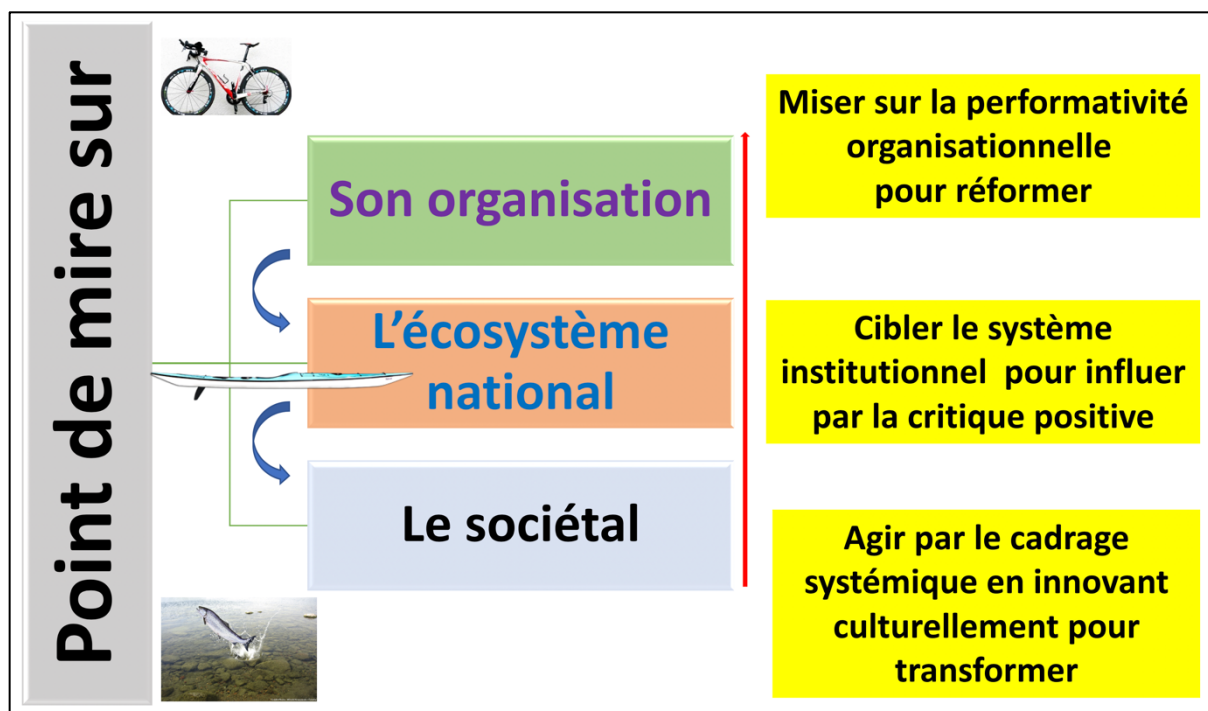 Point de mire sur
Son organisation
Miser sur la performativité
organisationnelle
pour réformer
L’écosystème
national
Cibler le système
institutionnel pour influer
par la critique positive
Le sociétal
Agir par le cadrage
systémique en innovant
culturellement pour
transformer